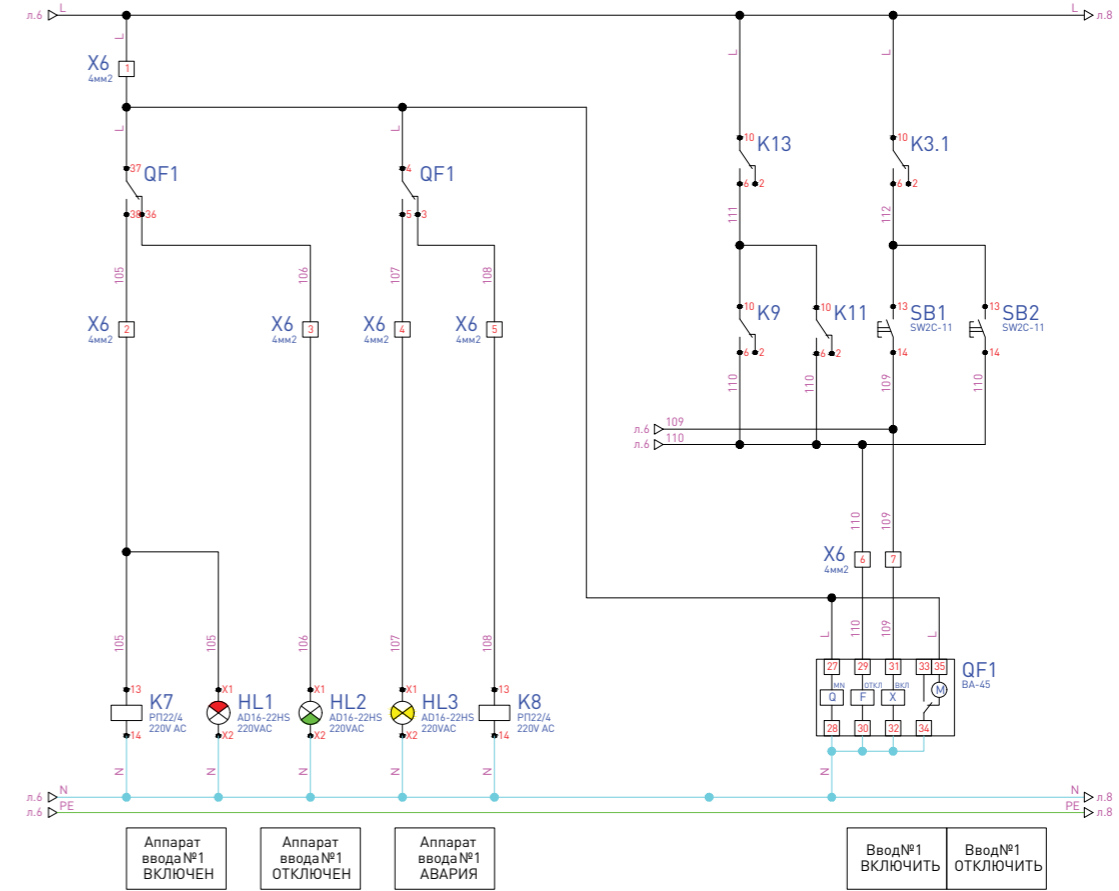 л.6 L
L л.8
L
L
L
X6
4мм2
1
L
L
37
QF1
38 36
4
QF1
5 3
10
K13
6 2
10
K3.1
6 2
111
112
105
106
107
108
X6
4мм2
2
X6
4мм2
3
X6
4мм2
4
X6
4мм2
5
10
K9
6 2
10
K11
6 2
13
SB1
SW2C-11
14
13
SB2
SW2C-11
14
110
110
109
110
л.6 109
л.6 110
110
109
X6
4мм2
6
7
105
105
106
107
108
L
110
109
L
13
K7
РП22/4
220V AC
14
X1
HL1
AD16-22HS
220VAC
X2
X1
HL2
AD16-22HS
220VAC
X2
X1
HL3
AD16-22HS
220VAC
X2
13
K8
РП22/4
220V AC
14
27
29
31
33 35
QF1
ВА-45
MN
Q
ОТКЛ
F
ВКЛ
X
M
28
30
32
34
N
N
N
N
N
N
л.6 N
N л.8
л.6 PE
PE л.8
Аппарат
ввода №1
ВКЛЮЧЕН
Аппарат
ввода №1
ОТКЛЮЧЕН
Аппарат
ввода №1
АВАРИЯ
Ввод№1
ВКЛЮЧИТЬ
Ввод№1
ОТКЛЮЧИТЬ